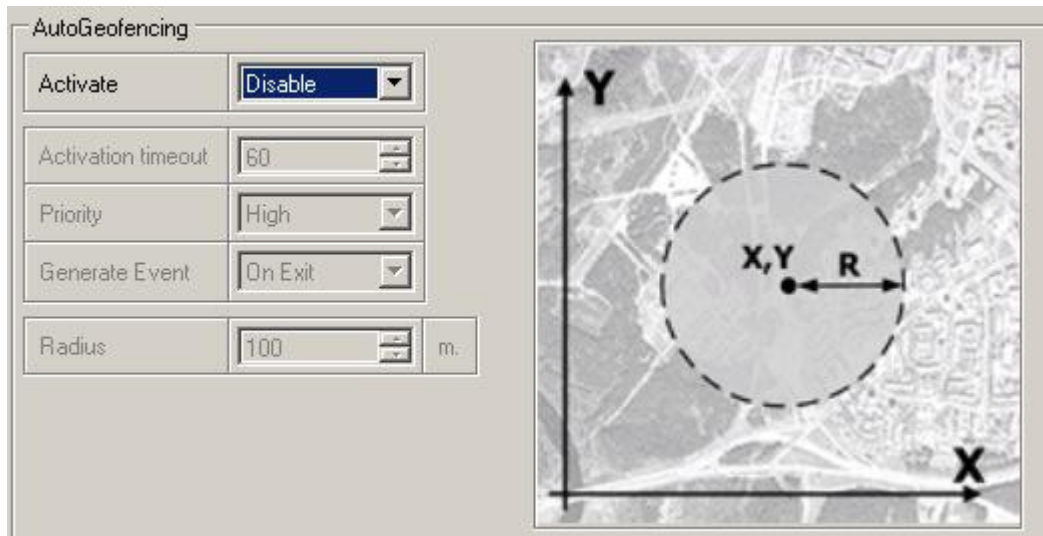 AutoGeofencing
Activate Disable
Activation timeout 60
Priority High
Generate Event On Exit
Radius 100 m.
Y
X,Y R
X